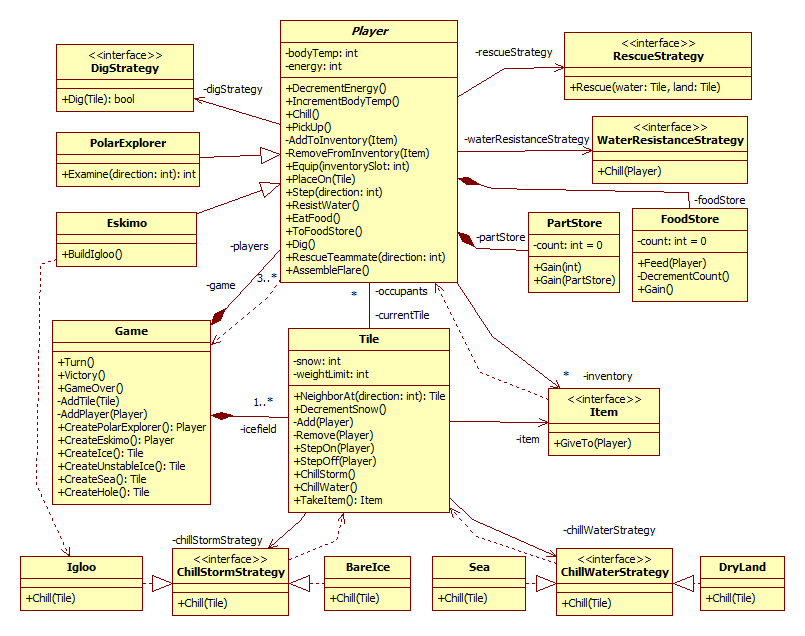 Player
-bodyTemp: int
-energy: int
+DecrementEnergy()
+IncrementBodyTemp()
+Chill()
+PickUp()
-AddToInventory(Item)
-RemoveFromInventory(Item)
+Equip(inventorySlot: int)
+PlaceOn(Tile)
+Step(direction: int)
+ResistWater()
+EatFood()
+ToFoodStore()
+Dig()
+RescueTeammate(direction: int)
+AssembleFlare()
<<interface>>
DigStrategy
+Dig(Tile): bool
-digStrategy
-rescueStrategy
<<interface>>
RescueStrategy
+Rescue(water: Tile, land: Tile)
PolarExplorer
+Examine(direction: int): int
-waterResistanceStrategy
<<interface>>
WaterResistanceStrategy
+Chill(Player)
Eskimo
+BuildIgloo()
-foodStore
-partStore
PartStore
-count: int = 0
+Gain(int)
+Gain(PartStore)
FoodStore
-count: int = 0
+Feed(Player)
-DecrementCount()
+Gain()
-players
3..*
-game
*
-occupants
-currentTile
Game
+Turn()
+Victory()
+GameOver()
-AddTile(Tile)
-AddPlayer(Player)
+CreatePolarExplorer(): Player
+CreateEskimo(): Player
+CreateIce(): Tile
+CreateUnstableIce(): Tile
+CreateSea(): Tile
+CreateHole(): Tile
1..*
-icefield
Tile
-snow: int
-weightLimit: int
+NeighborAt(direction: int): Tile
+DecrementSnow()
-Add(Player)
-Remove(Player)
+StepOn(Player)
+StepOff(Player)
+ChillStorm()
+ChillWater()
+TakeItem(): Item
*
-inventory
<<interface>>
Item
+GiveTo(Player)
-item
-chillStormStrategy
-chillWaterStrategy
Igloo
+Chill(Tile)
<<interface>>
ChillStormStrategy
+Chill(Tile)
BareIce
+Chill(Tile)
Sea
+Chill(Tile)
<<interface>>
ChillWaterStrategy
+Chill(Tile)
DryLand
+Chill(Tile)